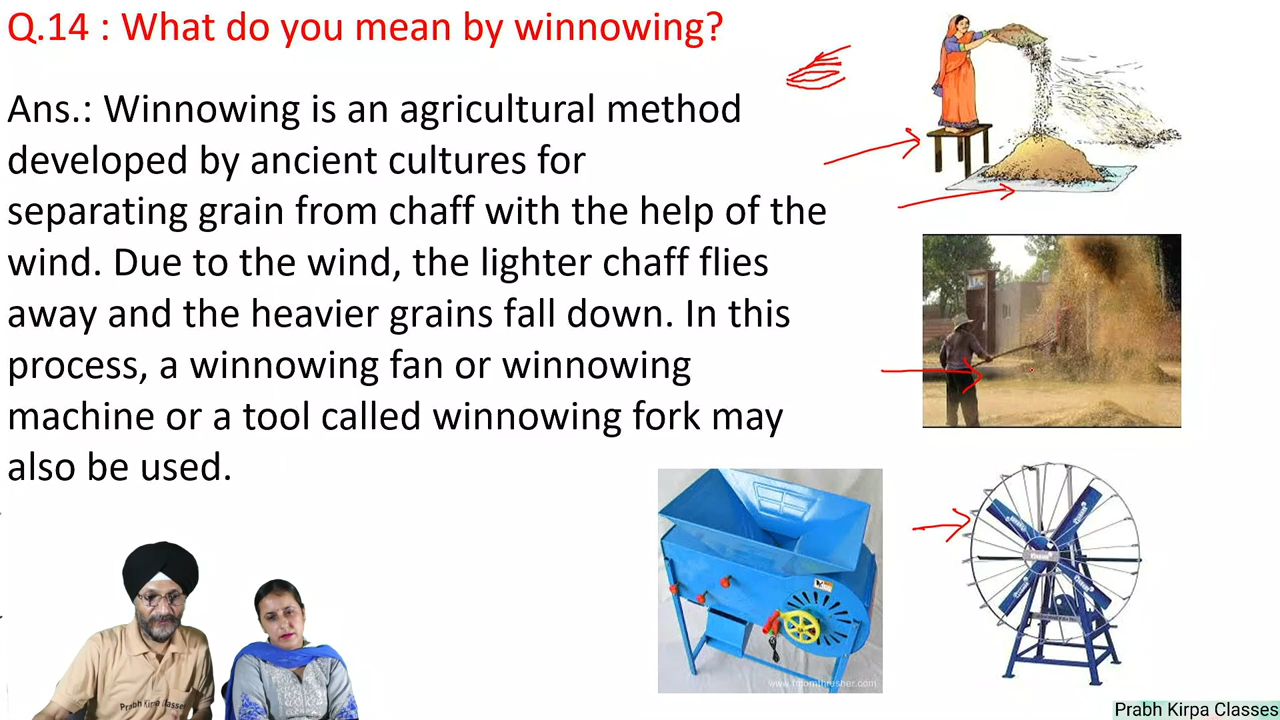 Q.14 : What do you mean by winnowing?
Ans.: Winnowing is an agricultural method
developed by ancient cultures for
separating grain from chaff with the help of the
wind. Due to the wind, the lighter chaff flies
away and the heavier grains fall down. In this
process, a winnowing fan or winnowing
machine or a tool called winnowing fork may
also be used.
Prabh Kirpa Classes
Prabh Kirpa Classes